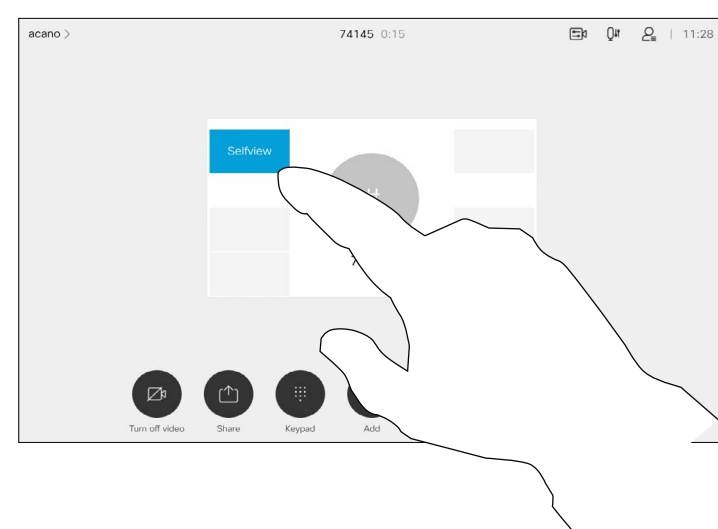 acano >
74145 0:15
11:28
Selfview
Turn off video
Share
Keypad
Add